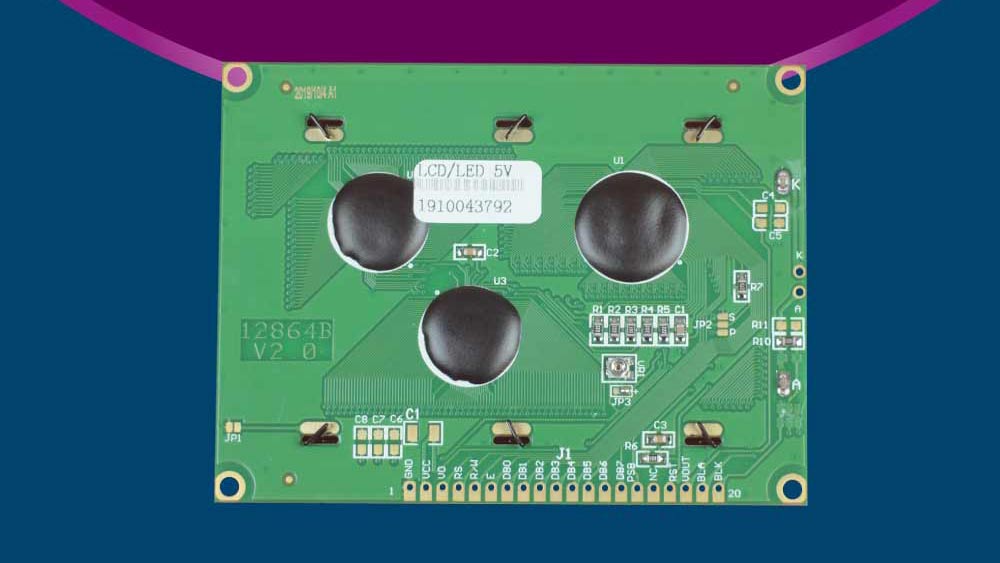 2019/10/4 A1
U1
LCD/LED 5V
1910043792
K
C4
C5
C2
U3
K
R7
A
R1 R2 R3 R4 R5 C1
JP2
S
P
R11
R10
12864B
V2 0
VR1
JP3
A
C8 C7 C6 C1
JP1
C3
R6
J1
1
GND VCC VO RS R/W E DB0 DB1 DB2 DB3 DB4 DB5 DB6 DB7 PSB NC RST VOUT BLA BLK
20